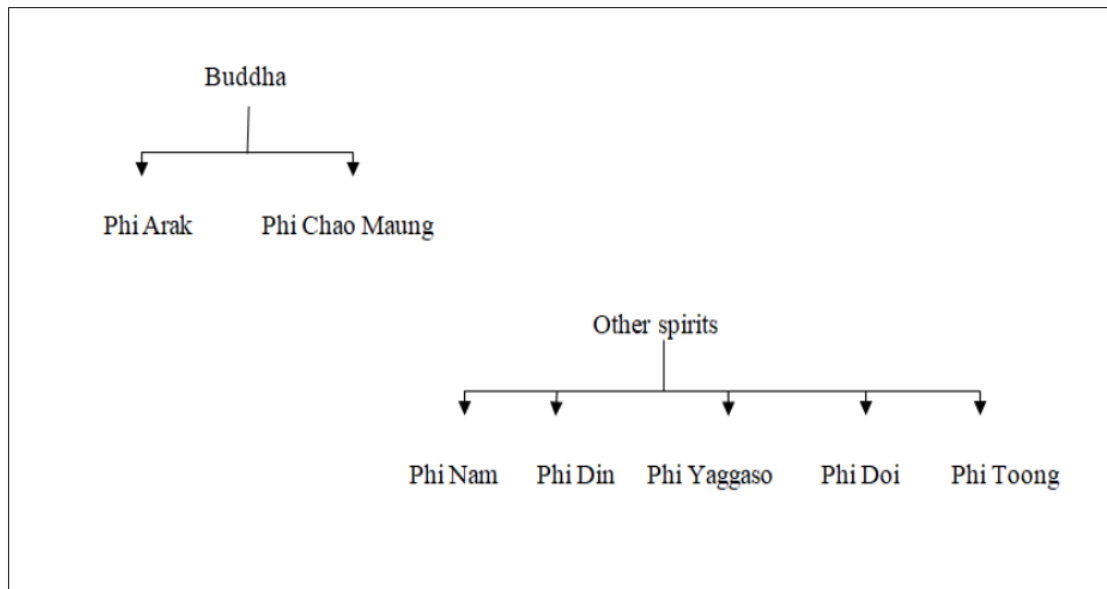 Buddha
Phi Arak Phi Chao Maung
Other spirits
Phi Nam Phi Din Phi Yaggaso Phi Doi Phi Toong